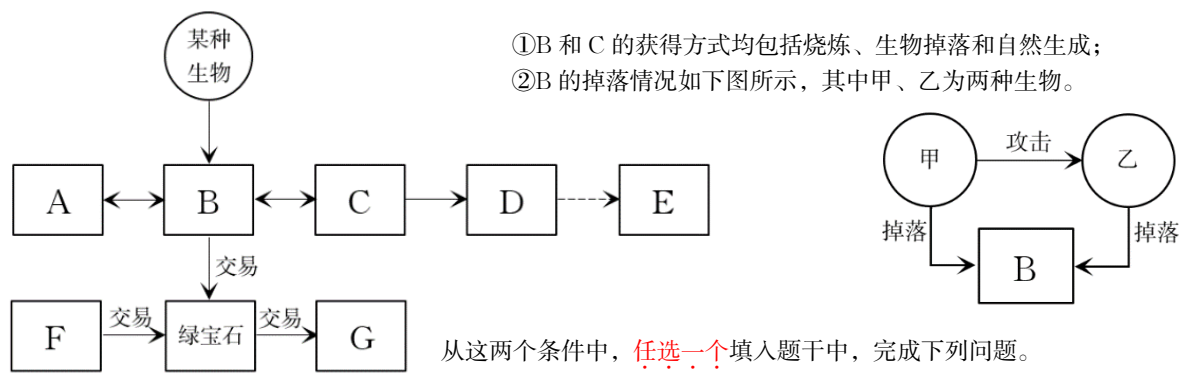 某种
生物
①B 和 C 的获得方式均包括烧炼、生物掉落和自然生成；
②B 的掉落情况如下图所示，其中甲、乙为两种生物。
甲
攻击
乙
掉落
掉落
B
A
B
C
D
E
交易
F
交易
绿宝石
交易
G
从这两个条件中，任选一个填入题干中，完成下列问题。